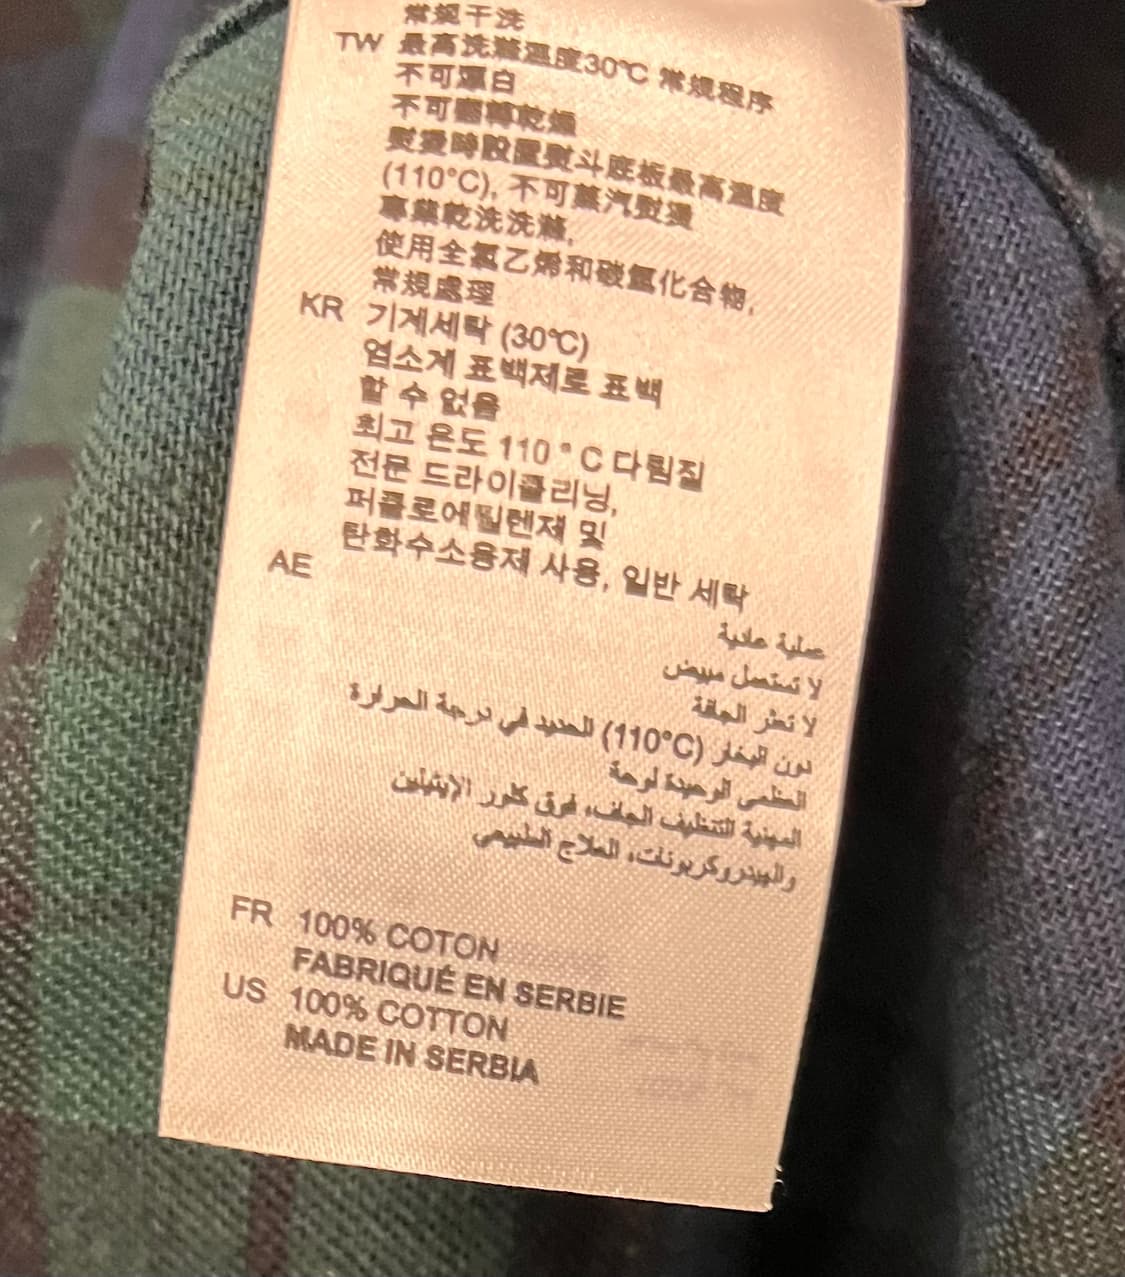 常规干洗
TW 最高洗滌溫度30℃ 常規程序
不可漂白
不可翻轉乾燥
熨燙時設置熨斗底板最高溫度
(110°C), 不可蒸汽熨燙
專業乾洗洗滌,
使用全氯乙烯和碳氫化合物,
常規處理
KR 기계세탁 (30℃)
염소계 표백제로 표백
할 수 없음
최고 온도 110 ° C 다림질
전문 드라이클리닝,
퍼클로에틸렌제 및
탄화수소용제 사용, 일반 세탁
AE
عملية عادية
لا تستعمل مبيض
لا تعثر الجافة
دون البخار (110°C) الحديد في درجة الحرارة
العظمى الوحيدة لوحة
المهنية التنظيف الجاف، فوق كلور الإيثيلين
والهيدروكربونات، العلاج الطبيعي
FR 100% COTON
FABRIQUÉ EN SERBIE
US 100% COTTON
MADE IN SERBIA